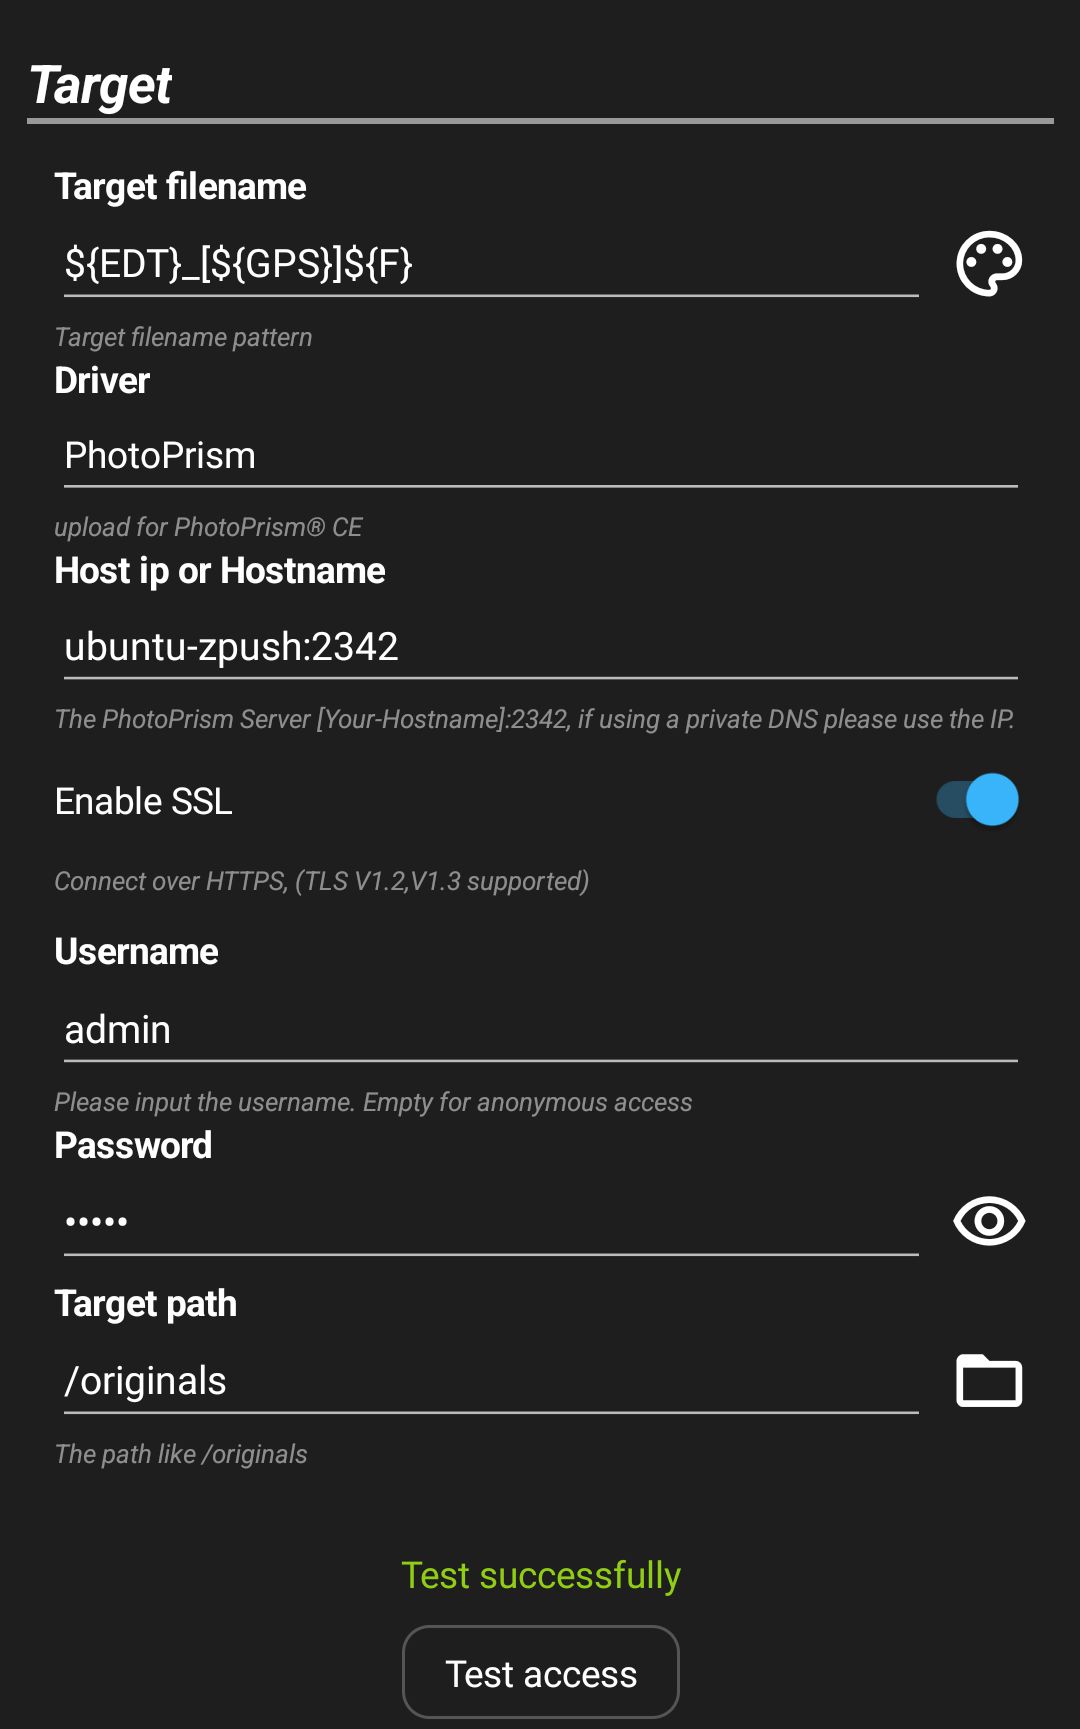 Target
Target filename
${EDT}_[${GPS}]${F}
Target filename pattern
Driver
PhotoPrism
upload for PhotoPrism® CE
Host ip or Hostname
ubuntu-zpush:2342
The PhotoPrism Server [Your-Hostname]:2342, if using a private DNS please use the IP.
Enable SSL
Connect over HTTPS, (TLS V1.2,V1.3 supported)
Username
admin
Please input the username. Empty for anonymous access
Password
•••••
Target path
/originals
The path like /originals
Test successfully
Test access